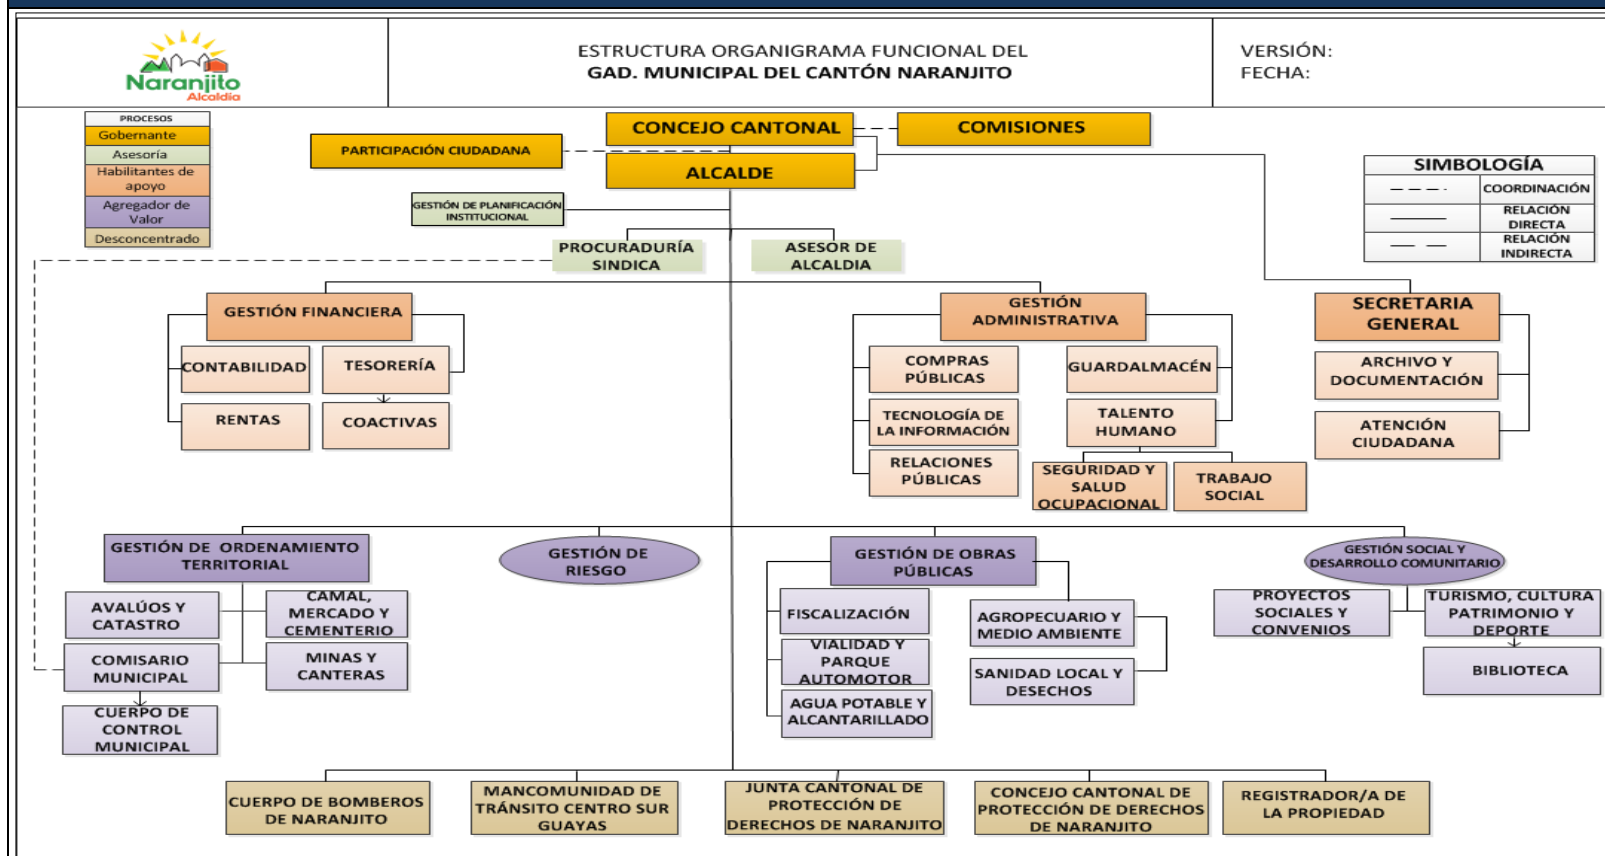 Naranjito
Alcaldía
ESTRUCTURA ORGANIGRAMA FUNCIONAL DEL
GAD. MUNICIPAL DEL CANTÓN NARANJITO
VERSIÓN:
FECHA:
PROCESOS
Gobernante
Asesoría
Habilitantes de
apoyo
Agregador de
Valor
Desconcentrado
CONCEJO CANTONAL
COMISIONES
PARTICIPACIÓN CIUDADANA
ALCALDE
SIMBOLOGÍA
COORDINACIÓN
RELACIÓN
DIRECTA
RELACIÓN
INDIRECTA
GESTIÓN DE PLANIFICACIÓN
INSTITUCIONAL
PROCURADURÍA
SINDICA
ASESOR DE
ALCALDIA
GESTIÓN FINANCIERA
CONTABILIDAD
TESORERÍA
RENTAS
COACTIVAS
GESTIÓN
ADMINISTRATIVA
COMPRAS
PÚBLICAS
GUARDALMACÉN
TECNOLOGÍA DE
LA INFORMACIÓN
TALENTO
HUMANO
RELACIONES
PÚBLICAS
SEGURIDAD Y
SALUD
OCUPACIONAL
TRABAJO
SOCIAL
SECRETARIA
GENERAL
ARCHIVO Y
DOCUMENTACIÓN
ATENCIÓN
CIUDADANA
GESTIÓN DE ORDENAMIENTO
TERRITORIAL
AVALÚOS Y
CATASTRO
CAMAL,
MERCADO Y
CEMENTERIO
COMISARIO
MUNICIPAL
MINAS Y
CANTERAS
CUERPO DE
CONTROL
MUNICIPAL
GESTIÓN DE
RIESGO
GESTIÓN DE OBRAS
PÚBLICAS
FISCALIZACIÓN
AGROPECUARIO Y
MEDIO AMBIENTE
VIALIDAD Y
PARQUE
AUTOMOTOR
SANIDAD LOCAL Y
DESECHOS
AGUA POTABLE Y
ALCANTARILLADO
GESTIÓN SOCIAL Y
DESARROLLO COMUNITARIO
PROYECTOS
SOCIALES Y
CONVENIOS
TURISMO, CULTURA
PATRIMONIO Y
DEPORTE
BIBLIOTECA
CUERPO DE BOMBEROS
DE NARANJITO
MANCOMUNIDAD DE
TRÁNSITO CENTRO SUR
GUAYAS
JUNTA CANTONAL DE
PROTECCIÓN DE
DERECHOS DE NARANJITO
CONCEJO CANTONAL DE
PROTECCIÓN DE DERECHOS
DE NARANJITO
REGISTRADOR/A DE
LA PROPIEDAD